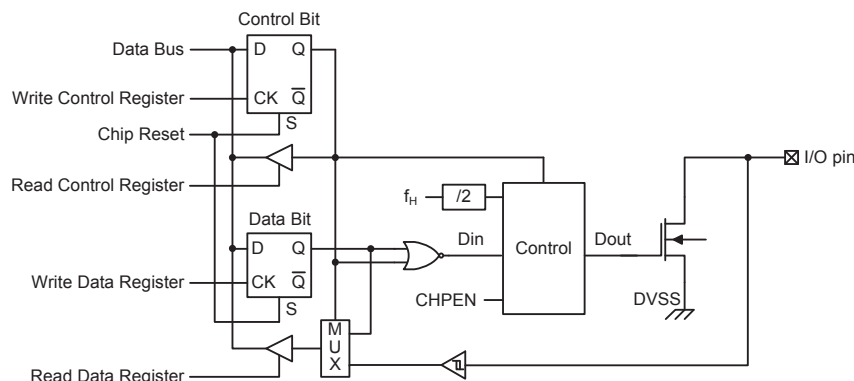 Control Bit
Data Bus
D Q
Write Control Register
CK Q
Chip Reset
S
Read Control Register
I/O pin
fH
/2
Data Bit
D Q
Din
Control
Dout
Write Data Register
CK Q
CHPEN
DVSS
S
M
U
X
Read Data Register